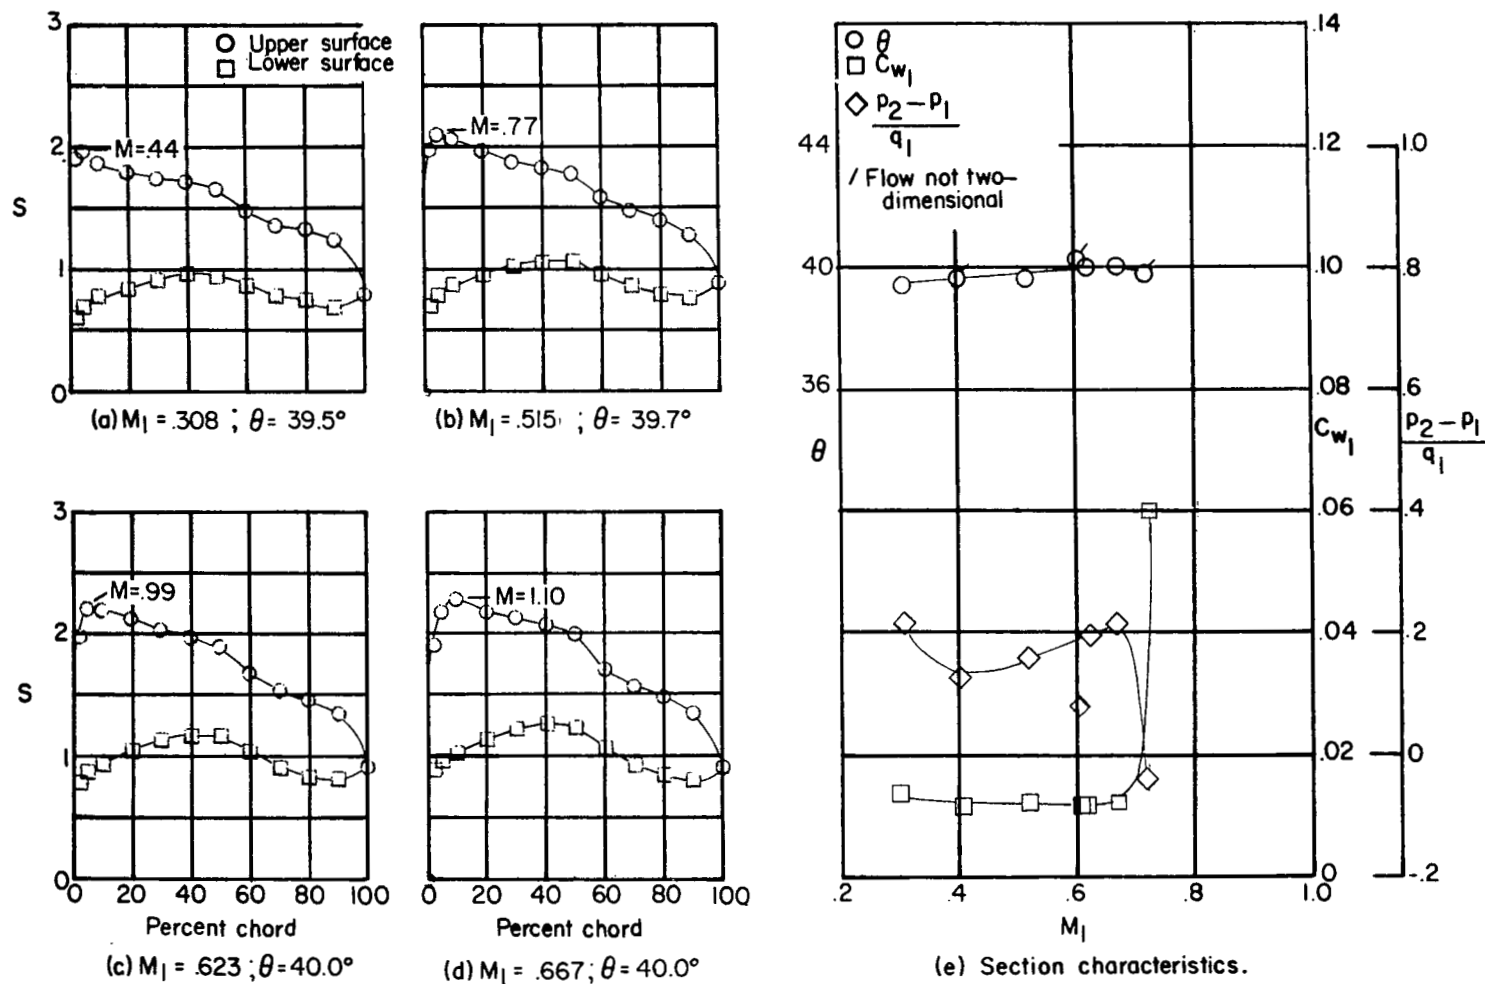 3
2
1
0
S
○ Upper surface
□ Lower surface
M=.44
(a) M₁ = .308 ; θ = 39.5°
M=.77
(b) M₁ = .515 ; θ = 39.7°
3
2
1
0
S
M=.99
0 20 40 60 80 100
Percent chord
(c) M₁ = .623 ; θ = 40.0°
M=1.10
0 20 40 60 80 100
Percent chord
(d) M₁ = .667 ; θ = 40.0°
○ θ
□ C_w₁
◇ p₂ – p₁
q₁
/ Flow not two–
dimensional
44
40
36
θ
.14
.12
.10
.08
C_w₁
.06
.04
.02
.0
1.0
.8
.6
p₂ – p₁
q₁
.4
.2
0
-.2
.2 .4 .6 .8 1.0
M₁
(e) Section characteristics.